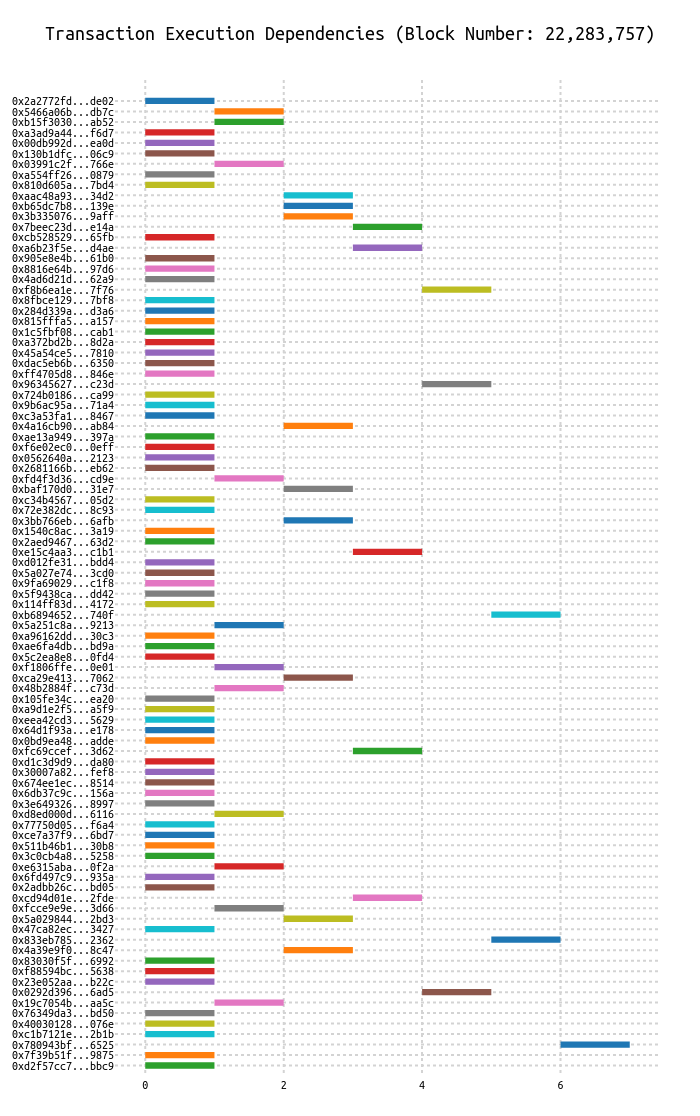 Transaction Execution Dependencies (Block Number: 22,283,757)
0x2a2772fd...de02
0x5466a06b...db7c
0xb15f3030...ab52
0xa3ad9a44...f6d7
0x00db992d...ea0d
0x130b1dfc...06c9
0x03991c2f...766e
0xa554ff26...0879
0x810d605a...7bd4
0xaac48a93...34d2
0xb65dc7b8...139e
0x3b335076...9aff
0x7beec23d...e14a
0xcb528529...65fb
0xa6b23f5e...d4ae
0x905e8e4b...61b0
0x8816e64b...97d6
0x4ad6d21d...62a9
0xf8b6ea1e...7f76
0x8fbce129...7bf8
0x284d339a...d3a6
0x815fffa5...a157
0x1c5fbf08...cab1
0xa372bd2b...8d2a
0x45a54ce5...7810
0xdac5eb6b...6350
0xff4705d8...846e
0x96345627...c23d
0x724b0186...ca99
0x9b6ac95a...71a4
0xc3a53fa1...8467
0x4a16cb90...ab84
0xae13a949...397a
0xf6e02ec0...0eff
0x0562640a...2123
0x2681166b...eb62
0xfd4f3d36...cd9e
0xbaf170d0...31e7
0xc34b4567...05d2
0x72e382dc...8c93
0x3bb766eb...6afb
0x1540c8ac...3a19
0x2aed9467...63d2
0xe15c4aa3...c1b1
0xd012fe31...bdd4
0x5a027e74...3cd0
0x9fa69029...c1f8
0x5f9438ca...dd42
0x114ff83d...4172
0xb6894652...740f
0x5a251c8a...9213
0xa96162dd...30c3
0xae6fa4db...bd9a
0x5c2ea8e8...0fd4
0xf1806ffe...0e01
0xca29e413...7062
0x48b2884f...c73d
0x105fe34c...ea20
0xa9d1e2f5...a5f9
0xeea42cd3...5629
0x64d1f93a...e178
0x0bd9ea48...adde
0xfc69ccef...3d62
0xd1c3d9d9...da80
0x30007a82...fef8
0x674ee1ec...8514
0x6db37c9c...156a
0x3e649326...8997
0xd8ed000d...6116
0x77750d05...f6a4
0xce7a37f9...6bd7
0x511b46b1...30b8
0x3c0cb4a8...5258
0xe6315aba...0f2a
0x6fd497c9...935a
0x2adbb26c...bd05
0xcd94d01e...2fde
0xfcce9e9e...3d66
0x5a029844...2bd3
0x47ca82ec...3427
0x833eb785...2362
0x4a39e9f0...8c47
0x83030f5f...6992
0xf88594bc...5638
0x23e052aa...b22c
0x0292d396...6ad5
0x19c7054b...aa5c
0x76349da3...bd50
0x40030128...076e
0xc1b7121e...2b1b
0x780943bf...6525
0x7f39b51f...9875
0xd2f57cc7...bbc9
0 2 4 6